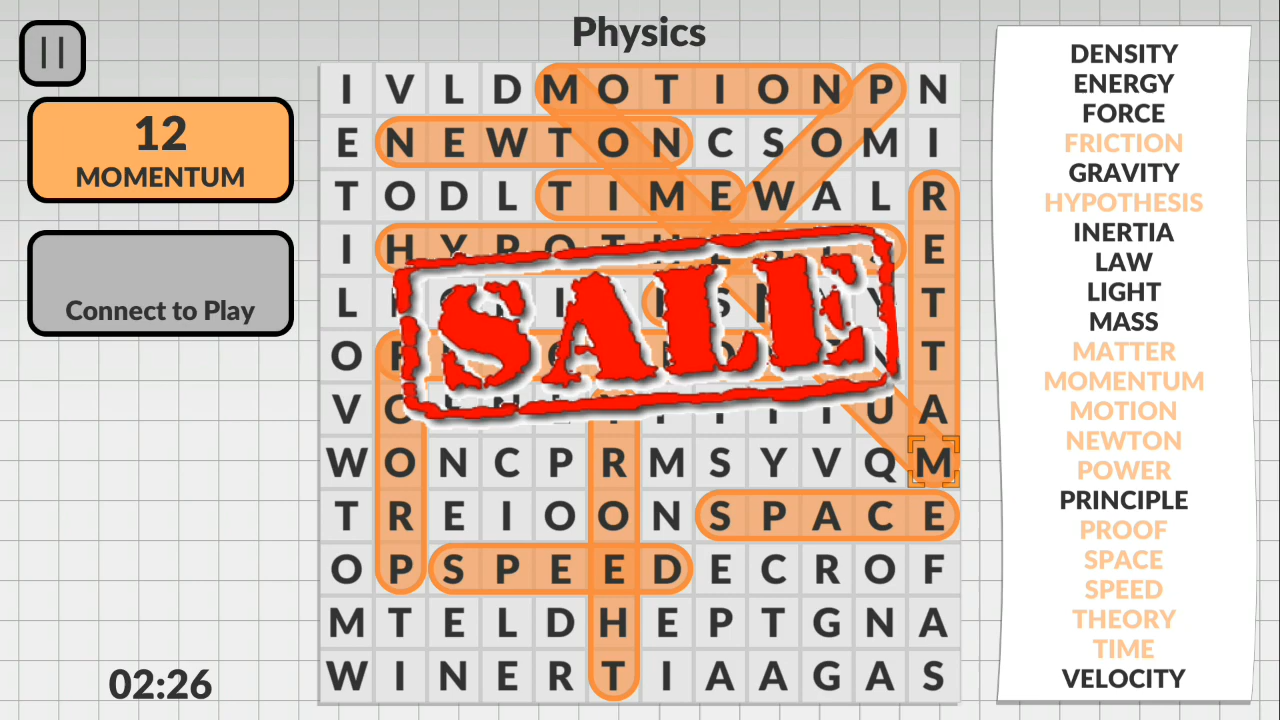 Physics
12
MOMENTUM
Connect to Play
02:26
I V L D M O T I O N P N
E N E W T O N C S O M I
T O D L T I M E W A L R
I H Y P O T H E S I S E
L
T
O
T
V
U A
W O N C P R M S Y V Q M
T R E I O O N S P A C E
O P S P E E D E C R O F
M T E L D H E P T G N A
W I N E R T I A A G A S
SALE
DENSITY
ENERGY
FORCE
FRICTION
GRAVITY
HYPOTHESIS
INERTIA
LAW
LIGHT
MASS
MATTER
MOMENTUM
MOTION
NEWTON
POWER
PRINCIPLE
PROOF
SPACE
SPEED
THEORY
TIME
VELOCITY